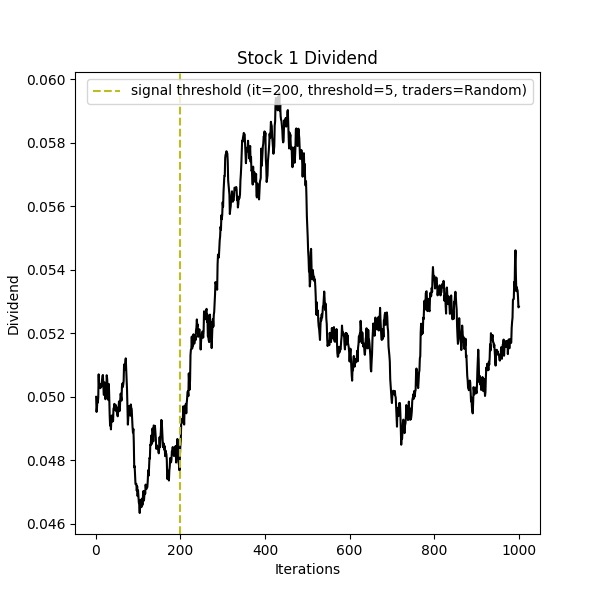 Stock 1 Dividend
signal threshold (it=200, threshold=5, traders=Random)
0.060
0.058
0.056
0.054
0.052
0.050
0.048
0.046
Dividend
0 200 400 600 800 1000
Iterations